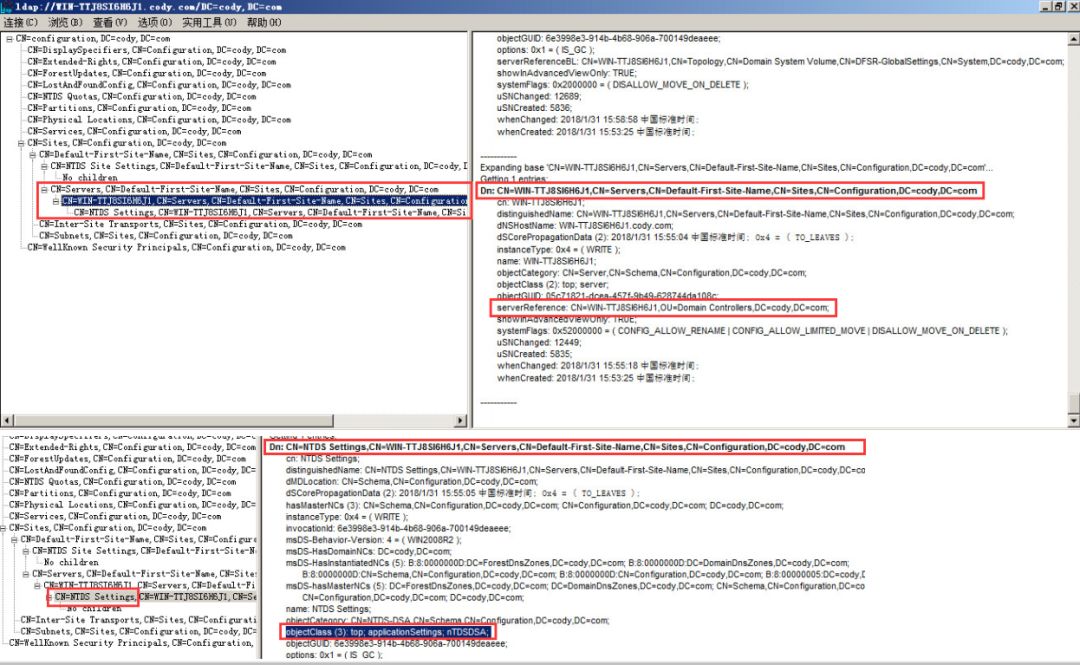 ldap://WIN-TTJ8SI6H6J1.cody.com/DC=cody,DC=com
连接(C) 浏览(B) 查看(V) 选项(O) 实用工具(U) 帮助(H)
CN=configuration,DC=cody,DC=com
CN=DisplaySpecifiers,CN=Configuration,DC=cody,DC=com
CN=Extended-Rights,CN=Configuration,DC=cody,DC=com
CN=ForestUpdates,CN=Configuration,DC=cody,DC=com
CN=LostAndFoundConfig,CN=Configuration,DC=cody,DC=com
CN=NTDS Quotas,CN=Configuration,DC=cody,DC=com
CN=Partitions,CN=Configuration,DC=cody,DC=com
CN=Physical Locations,CN=Configuration,DC=cody,DC=com
CN=Services,CN=Configuration,DC=cody,DC=com
CN=Sites,CN=Configuration,DC=cody,DC=com
CN=Default-First-Site-Name,CN=Sites,CN=Configuration,DC=cody,DC=com
CN=NTDS Site Settings,CN=Default-First-Site-Name,CN=Sites,CN=Configuration,DC=cody,D
No children
CN=Servers,CN=Default-First-Site-Name,CN=Sites,CN=Configuration,DC=cody,DC=com
CN=WIN-TTJ8SI6H6J1,CN=Servers,CN=Default-First-Site-Name,CN=Sites,CN=Configuration
CN=NTDS Settings,CN=WIN-TTJ8SI6H6J1,CN=Servers,CN=Default-First-Site-Name,CN=Si
CN=Inter-Site Transports,CN=Sites,CN=Configuration,DC=cody,DC=com
CN=Subnets,CN=Sites,CN=Configuration,DC=cody,DC=com
CN=WellKnown Security Principals,CN=Configuration,DC=cody,DC=com
objectGUID: 6e3998e3-914b-4b68-906a-700149deaeee;
options: 0x1 = ( IS_GC );
serverReferenceBL: CN=WIN-TTJ8SI6H6J1,CN=Topology,CN=Domain System Volume,CN=DFSR-GlobalSettings,CN=System,DC=cody,DC=com;
showInAdvancedViewOnly: TRUE;
systemFlags: 0x2000000 = ( DISALLOW_MOVE_ON_DELETE );
uSNChanged: 12689;
uSNCreated: 5836;
whenChanged: 2018/1/31 15:58:58 中国标准时间;
whenCreated: 2018/1/31 15:53:25 中国标准时间;
-----------
Expanding base 'CN=WIN-TTJ8SI6H6J1,CN=Servers,CN=Default-First-Site-Name,CN=Sites,CN=Configuration,DC=cody,DC=com'...
Getting 1 entries:
Dn: CN=WIN-TTJ8SI6H6J1,CN=Servers,CN=Default-First-Site-Name,CN=Sites,CN=Configuration,DC=cody,DC=com
cn: WIN-TTJ8SI6H6J1;
distinguishedName: CN=WIN-TTJ8SI6H6J1,CN=Servers,CN=Default-First-Site-Name,CN=Sites,CN=Configuration,DC=cody,DC=com;
dNSHostName: WIN-TTJ8SI6H6J1.cody.com;
dSCorePropagationData (2): 2018/1/31 15:55:04 中国标准时间; 0x4 = ( TO_LEAVES );
instanceType: 0x4 = ( WRITE );
name: WIN-TTJ8SI6H6J1;
objectCategory: CN=Server,CN=Schema,CN=Configuration,DC=cody,DC=com;
objectClass (2): top; server;
objectGUID: 05c71821-dcea-457f-9b49-628744da108c;
serverReference: CN=WIN-TTJ8SI6H6J1,OU=Domain Controllers,DC=cody,DC=com;
showInAdvancedViewOnly: TRUE;
systemFlags: 0x52000000 = ( CONFIG_ALLOW_RENAME | CONFIG_ALLOW_LIMITED_MOVE | DISALLOW_MOVE_ON_DELETE );
uSNChanged: 12449;
uSNCreated: 5835;
whenChanged: 2018/1/31 15:55:18 中国标准时间;
whenCreated: 2018/1/31 15:53:25 中国标准时间;
-----------
CN=Extended-Rights,CN=Configuration,DC=cody,DC=com
CN=ForestUpdates,CN=Configuration,DC=cody,DC=com
CN=LostAndFoundConfig,CN=Configuration,DC=cody,DC=
CN=NTDS Quotas,CN=Configuration,DC=cody,DC=com
CN=Partitions,CN=Configuration,DC=cody,DC=com
CN=Physical Locations,CN=Configuration,DC=cody,DC=
CN=Services,CN=Configuration,DC=cody,DC=com
CN=Sites,CN=Configuration,DC=cody,DC=com
CN=Default-First-Site-Name,CN=Sites,CN=Configura
CN=NTDS Site Settings,CN=Default-First-Site-N
No children
CN=Servers,CN=Default-First-Site-Name,CN=Site
CN=WIN-TTJ8SI6H6J1,CN=Servers,CN=Default-Fi
CN=NTDS Settings,CN=WIN-TTJ8SI6H6J1,CN=Se
No children
CN=Inter-Site Transports,CN=Sites,CN=Configurati
CN=Subnets,CN=Sites,CN=Configuration,DC=cody,DC=
CN=WellKnown Security Principals,CN=Configuration,
Dn: CN=NTDS Settings,CN=WIN-TTJ8SI6H6J1,CN=Servers,CN=Default-First-Site-Name,CN=Sites,CN=Configuration,DC=cody,DC=com
cn: NTDS Settings;
distinguishedName: CN=NTDS Settings,CN=WIN-TTJ8SI6H6J1,CN=Servers,CN=Default-First-Site-Name,CN=Sites,CN=Configuration,DC=cody,DC=co
dMDLocation: CN=Schema,CN=Configuration,DC=cody,DC=com;
dSCorePropagationData (2): 2018/1/31 15:55:05 中国标准时间; 0x4 = ( TO_LEAVES );
hasMasterNCs (3): CN=Schema,CN=Configuration,DC=cody,DC=com; CN=Configuration,DC=cody,DC=com; DC=cody,DC=com;
instanceType: 0x4 = ( WRITE );
invocationId: 6e3998e3-914b-4b68-906a-700149deaeee;
msDS-Behavior-Version: 4 = ( WIN2008R2 );
msDS-HasDomainNCs: DC=cody,DC=com;
msDS-HasInstantiatedNCs (5): B:8:0000000D:DC=ForestDnsZones,DC=cody,DC=com; B:8:0000000D:DC=DomainDnsZones,DC=cody,DC=com;
B:8:0000000D:CN=Schema,CN=Configuration,DC=cody,DC=com; B:8:0000000D:CN=Configuration,DC=cody,DC=com; B:8:00000005:DC=cody,D
msDS-hasMasterNCs (5): DC=ForestDnsZones,DC=cody,DC=com; DC=DomainDnsZones,DC=cody,DC=com; CN=Schema,CN=Configuration,DC=cody,
CN=Configuration,DC=cody,DC=com; DC=cody,DC=com;
name: NTDS Settings;
objectCategory: CN=NTDS-DSA,CN=Schema,CN=Configuration,DC=cody,DC=com;
objectClass (3): top; applicationSettings; nTDSDSA;
objectGUID: 6e3998e3-914b-4b68-906a-700149deaeee;
options: 0x1 = ( IS_GC );